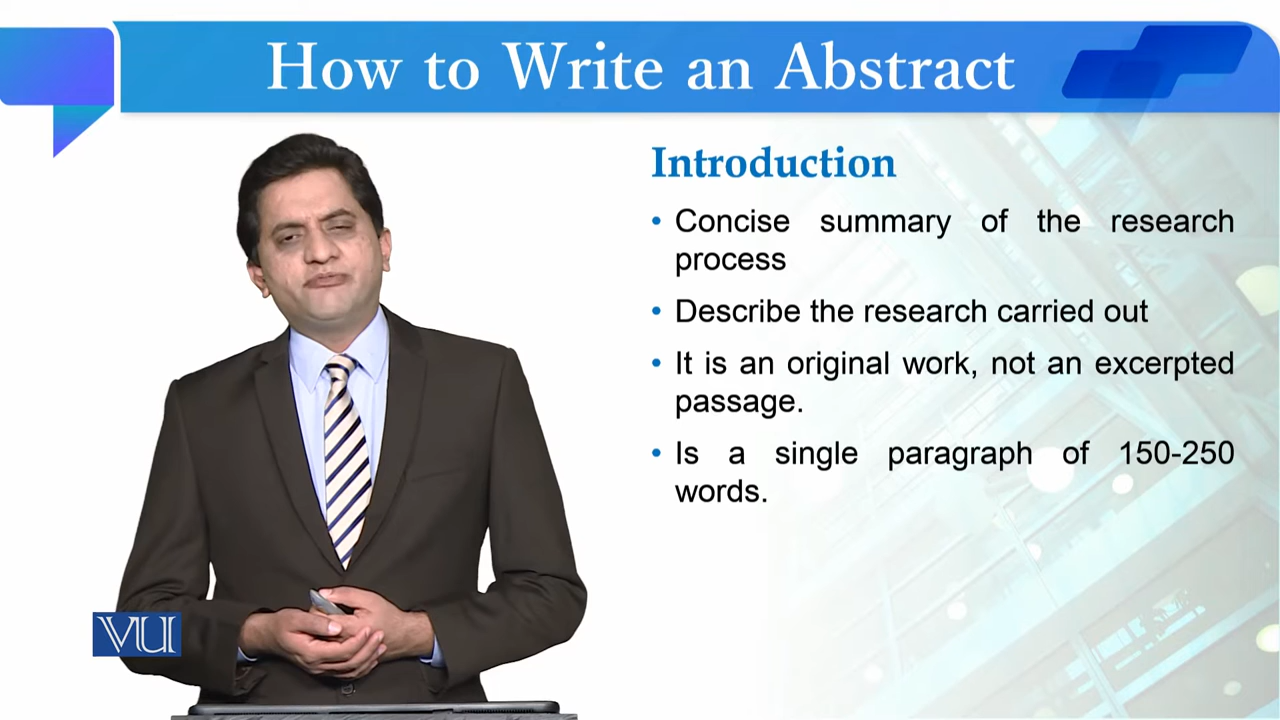 How to Write an Abstract
Introduction
• Concise summary of the research
process
• Describe the research carried out
• It is an original work, not an excerpted
passage.
• Is a single paragraph of 150-250
words.
VU